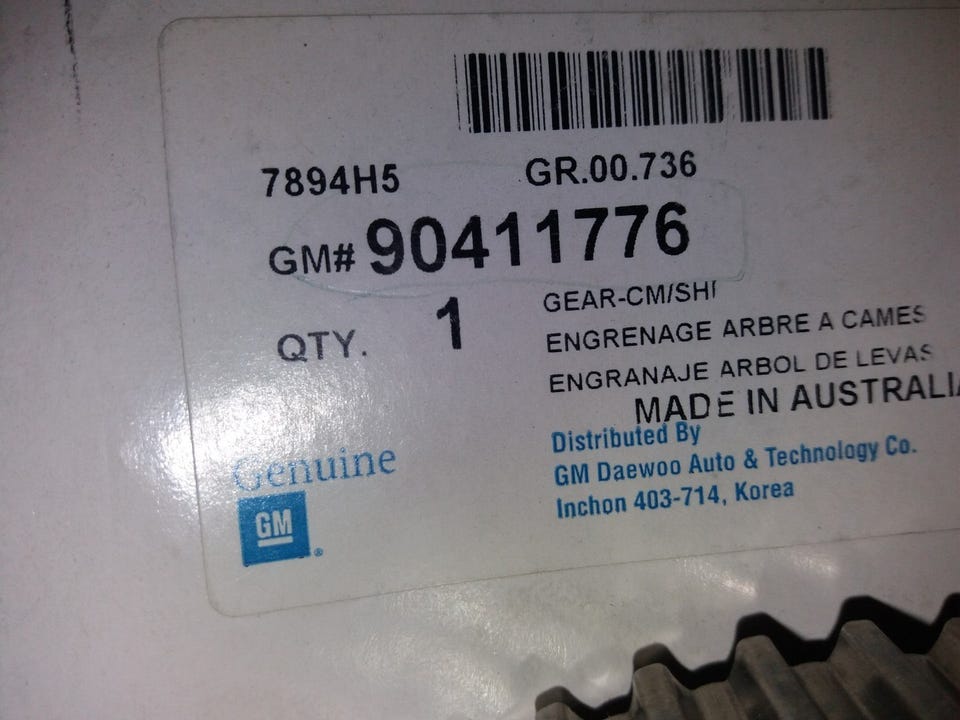 7894H5 GR.00.736
GM# 90411776
QTY. 1
GEAR-CM/SHF
ENGRENAGE ARBRE A CAMES
ENGRANAJE ARBOL DE LEVAS
MADE IN AUSTRALIA
Distributed By
GM Daewoo Auto & Technology Co.
Inchon 403-714, Korea
Genuine
GM®